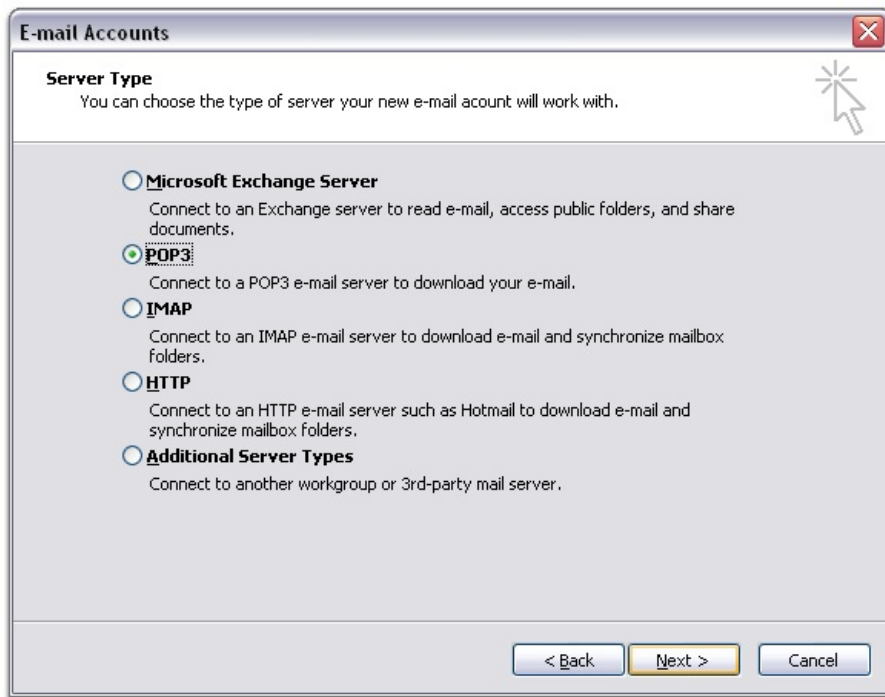 E-mail Accounts
Server Type
You can choose the type of server your new e-mail acount will work with.
Microsoft Exchange Server
Connect to an Exchange server to read e-mail, access public folders, and share
documents.
POP3
Connect to a POP3 e-mail server to download your e-mail.
IMAP
Connect to an IMAP e-mail server to download e-mail and synchronize mailbox
folders.
HTTP
Connect to an HTTP e-mail server such as Hotmail to download e-mail and
synchronize mailbox folders.
Additional Server Types
Connect to another workgroup or 3rd-party mail server.
< Back Next > Cancel